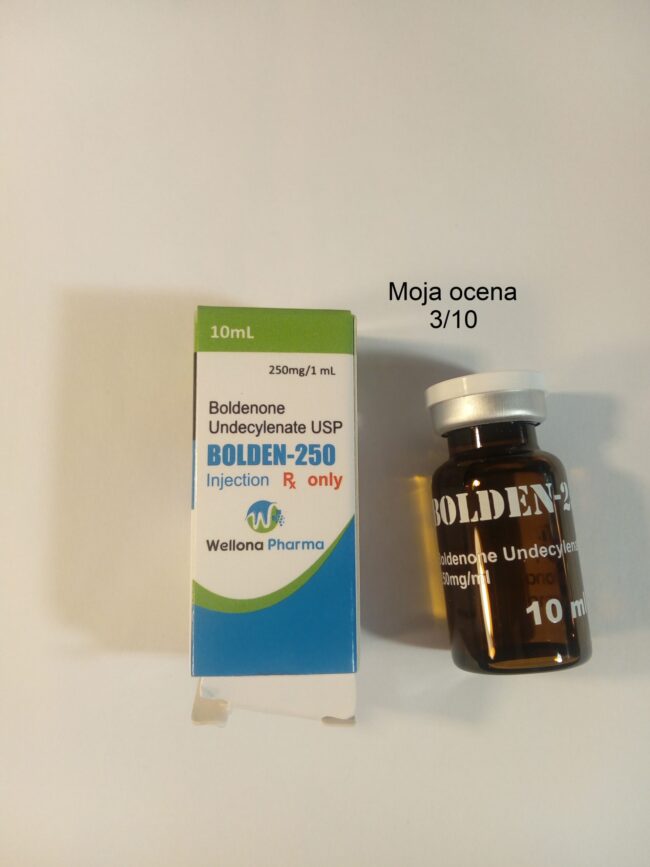 Moja ocena
3/10
10mL
250mg/1 mL
Boldenone
Undecylenate USP
BOLDEN-250
Injection Rx only
Wellona Pharma
BOLDEN-2
Boldenone Undecylena
50mg/ml
10 ml